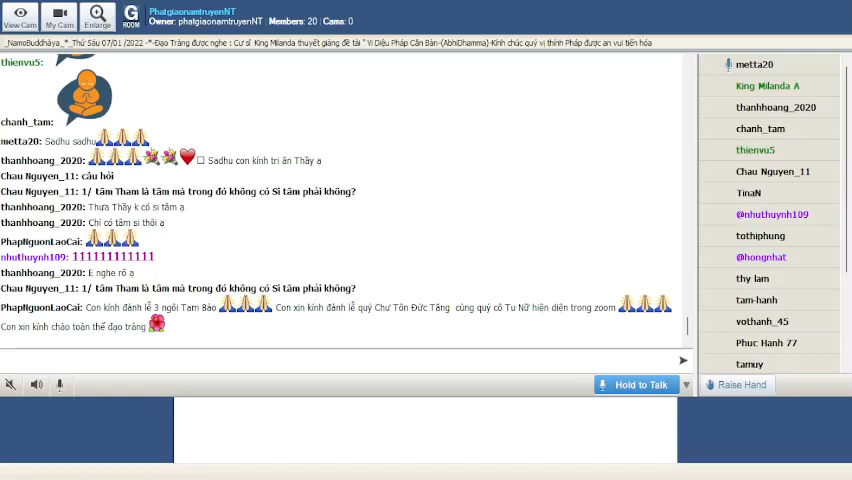 PhatgiaonamtruyenNT
Owner: phatgiaonamtruyenNT Members: 20 Cams: 0
View Cam My Cam Enlarge G ROOM
_NamoBuddhàya_*_Thứ Sáu 07/01 /2022 -*-Đạo Tràng được nghe : Cư sĩ King Milanda thuyết giảng đề tài " Vi Diệu Pháp Căn Bản-(AbhiDhamma)-Kính chúc quý vị thính Pháp được an vui tiến hóa
thienvu5:
chanh_tam:
metta20: Sadhu sadhu
thanhhoang_2020: Sadhu con kính tri ân Thầy ạ
Chau Nguyen_11: câu hỏi
Chau Nguyen_11: 1/ tâm Tham là tâm mà trong đó không có Si tâm phải không?
thanhhoang_2020: Thưa Thầy k có si tâm ạ
thanhhoang_2020: Chỉ có tâm si thôi ạ
PhapNguonLaoCai:
nhuthuynh109: 111111111111
thanhhoang_2020: E nghe rõ ạ
Chau Nguyen_11: 1/ tâm Tham là tâm mà trong đó không có Si tâm phải không?
PhapNguonLaoCai: Con kính đảnh lễ 3 ngôi Tam Bảo Con xin kính đảnh lễ quý Chư Tôn Đức Tăng cùng quý cô Tu Nữ hiện diện trong zoom
Con xin kính chào toàn thể đạo tràng
metta20
King Milanda A
thanhhoang_2020
chanh_tam
thienvu5
Chau Nguyen_11
TinaN
@nhuthuynh109
tothiphung
@hongnhat
thy lam
tam-hanh
vothanh_45
Phuc Hanh 77
tamuy
Hold to Talk
Raise Hand